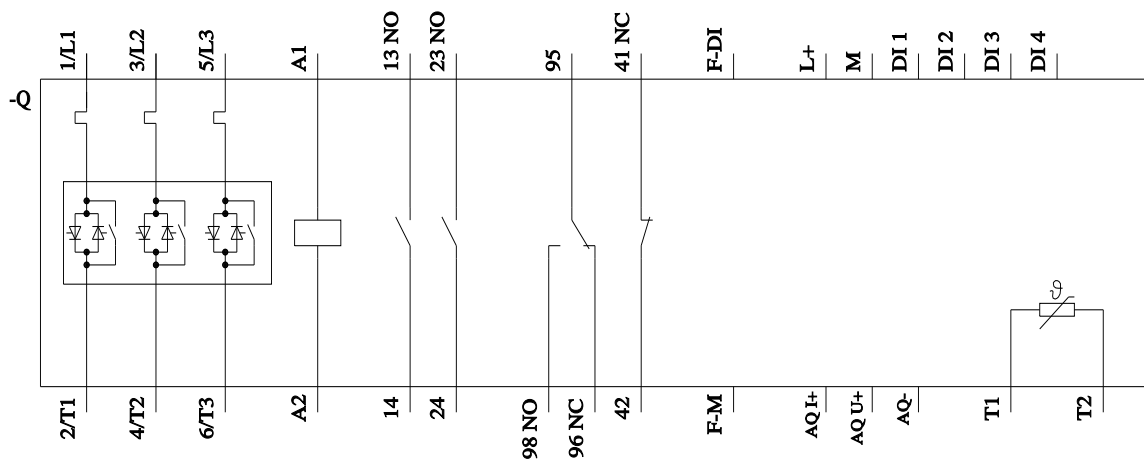 1/L1
3/L2
5/L3
A1
13 NO
23 NO
95
41 NC
F-DI
L+
M
DI 1
DI 2
DI 3
DI 4
-Q
ϑ
2/T1
4/T2
6/T3
A2
14
24
98 NO
96 NC
42
F-M
AQ I+
AQ U+
AQ-
T1
T2